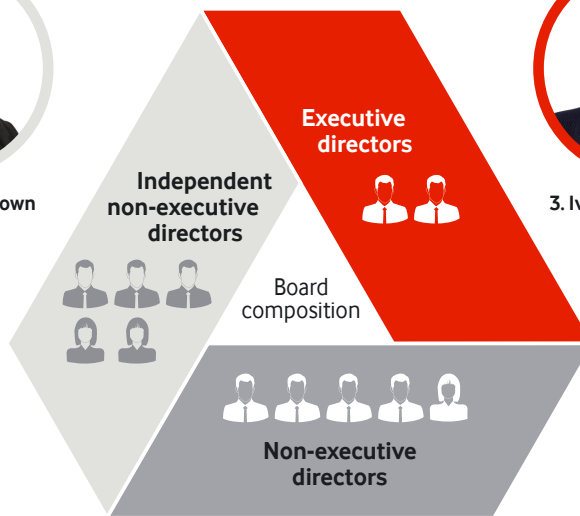 Executive
directors
Independent
non-executive
directors
own
3. Iv
Board
composition
Non-executive
directors